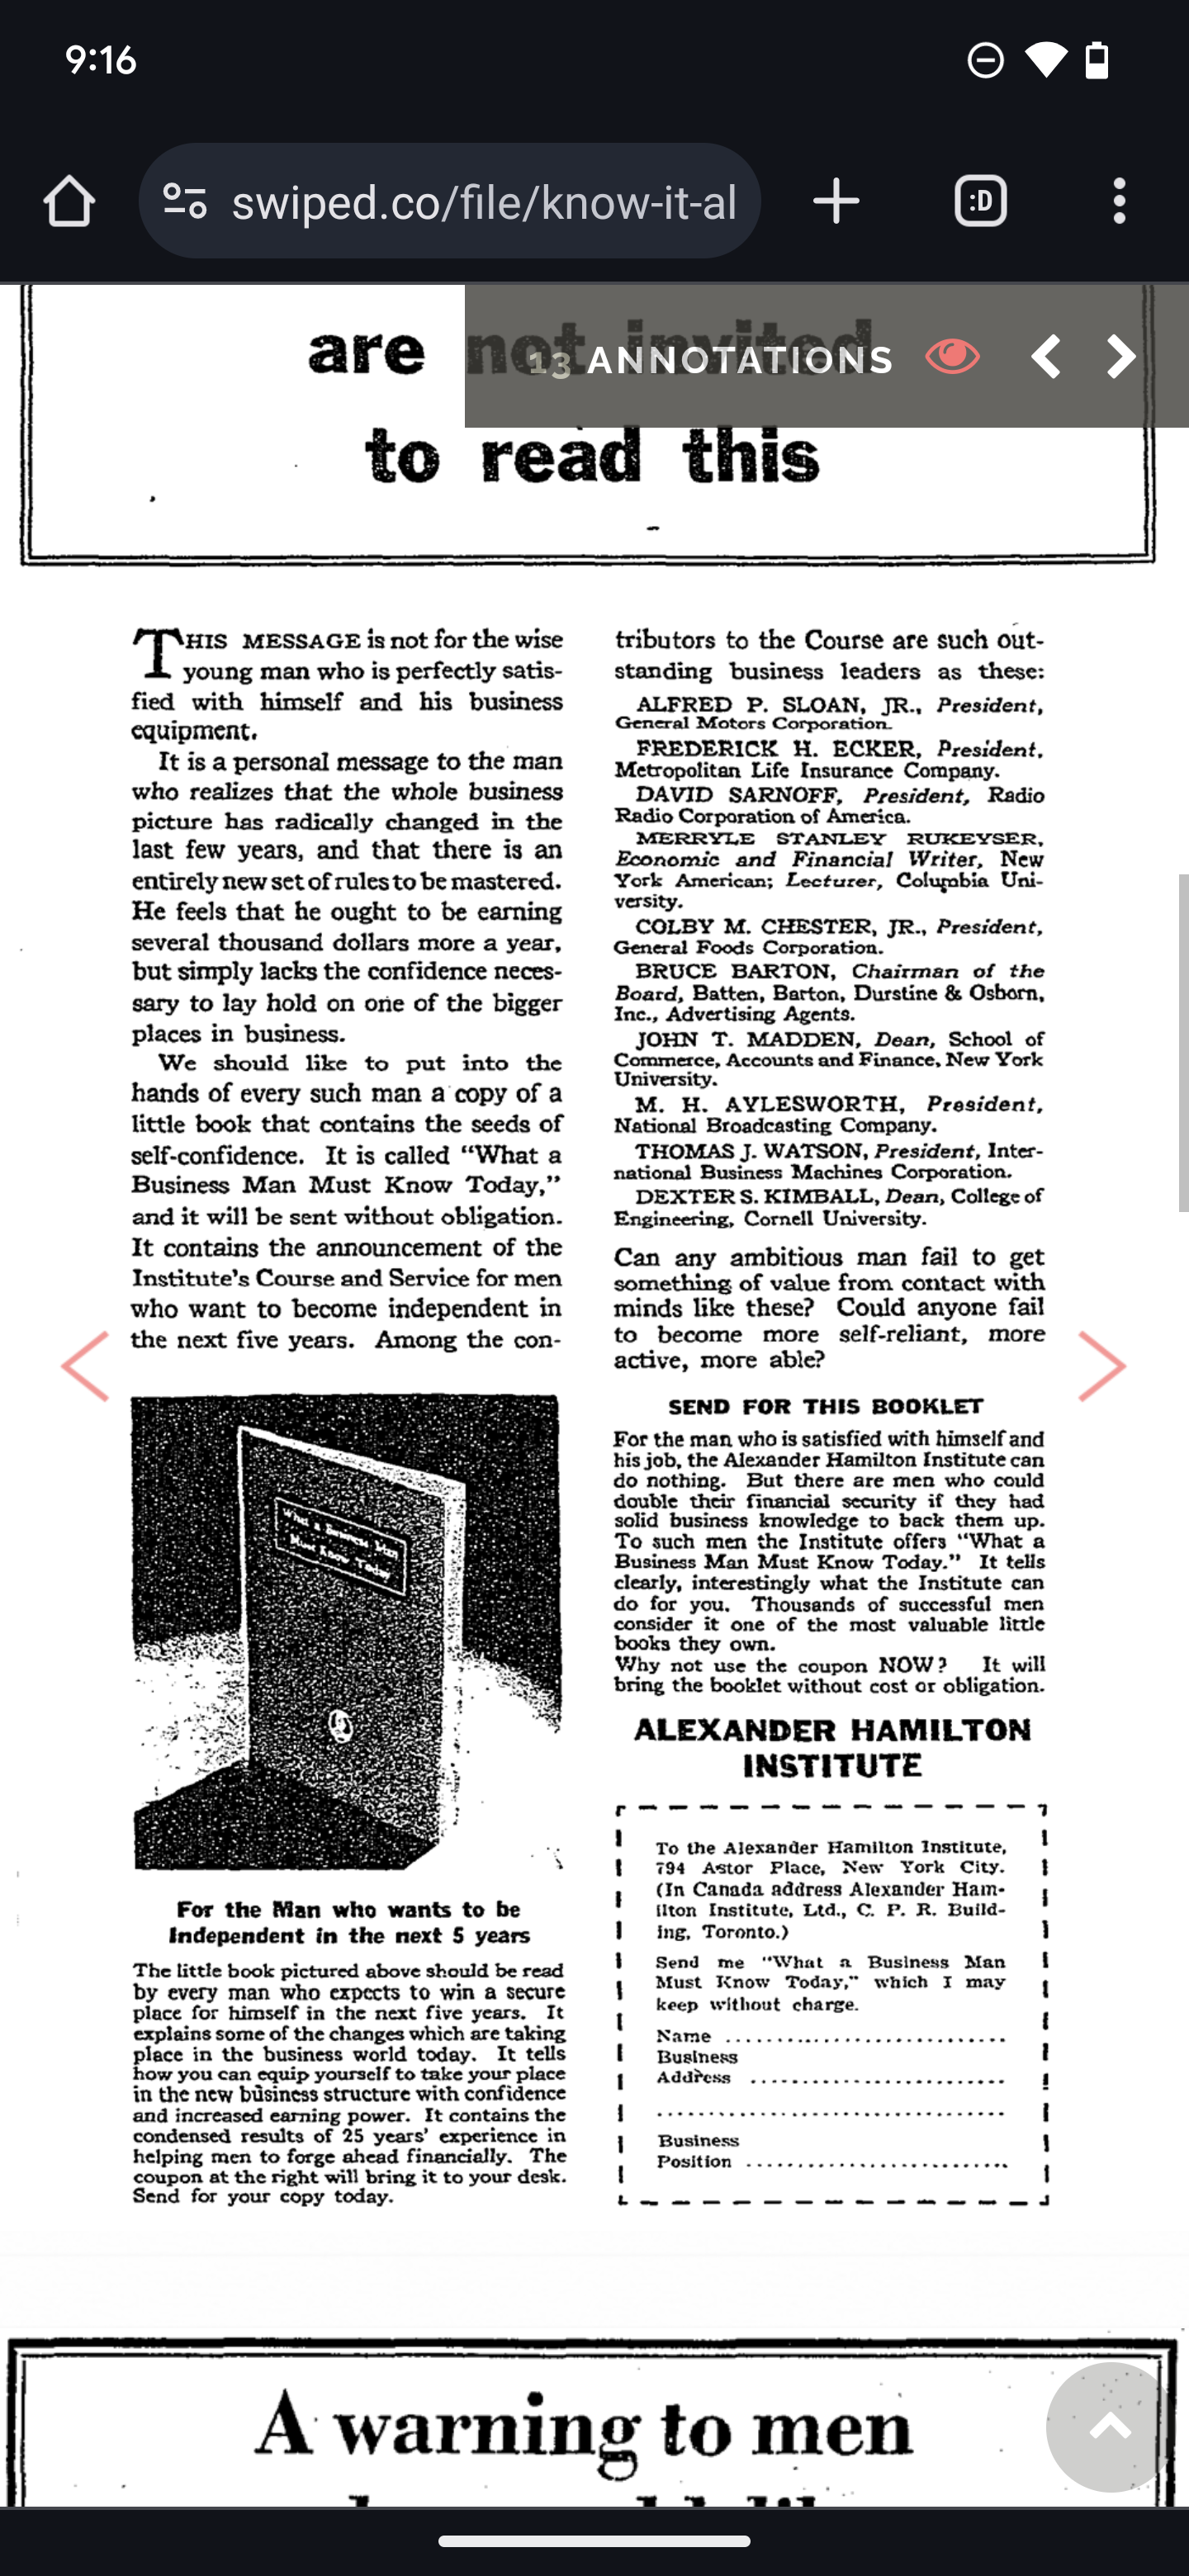 9:16
swiped.co/file/know-it-al
:D
are not invited
13 ANNOTATIONS
to read this
THIS MESSAGE is not for the wise
young man who is perfectly satis-
fied with himself and his business
equipment.
It is a personal message to the man
who realizes that the whole business
picture has radically changed in the
last few years, and that there is an
entirely new set of rules to be mastered.
He feels that he ought to be earning
several thousand dollars more a year,
but simply lacks the confidence neces-
sary to lay hold on one of the bigger
places in business.
We should like to put into the
hands of every such man a copy of a
little book that contains the seeds of
self-confidence. It is called "What a
Business Man Must Know Today,"
and it will be sent without obligation.
It contains the announcement of the
Institute's Course and Service for men
who want to become independent in
the next five years. Among the con-
What a Business Man
Must Know Today
For the Man who wants to be
Independent in the next 5 years
The little book pictured above should be read
by every man who expects to win a secure
place for himself in the next five years. It
explains some of the changes which are taking
place in the business world today. It tells
how you can equip yourself to take your place
in the new business structure with confidence
and increased earning power. It contains the
condensed results of 25 years' experience in
helping men to forge ahead financially. The
coupon at the right will bring it to your desk.
Send for your copy today.
tributors to the Course are such out-
standing business leaders as these:
ALFRED P. SLOAN, JR., President,
General Motors Corporation.
FREDERICK H. ECKER, President,
Metropolitan Life Insurance Company.
DAVID SARNOFF, President, Radio
Radio Corporation of America.
MERRYLE STANLEY RUKEYSER,
Economic and Financial Writer, New
York American; Lecturer, Columbia Uni-
versity.
COLBY M. CHESTER, JR., President,
General Foods Corporation.
BRUCE BARTON, Chairman of the
Board, Batten, Barton, Durstine & Osborn,
Inc., Advertising Agents.
JOHN T. MADDEN, Dean, School of
Commerce, Accounts and Finance, New York
University.
M. H. AYLESWORTH, President,
National Broadcasting Company.
THOMAS J. WATSON, President, Inter-
national Business Machines Corporation.
DEXTER S. KIMBALL, Dean, College of
Engineering, Cornell University.
Can any ambitious man fail to get
something of value from contact with
minds like these? Could anyone fail
to become more self-reliant, more
active, more able?
SEND FOR THIS BOOKLET
For the man who is satisfied with himself and
his job, the Alexander Hamilton Institute can
do nothing. But there are men who could
double their financial security if they had
solid business knowledge to back them up.
To such men the Institute offers "What a
Business Man Must Know Today." It tells
clearly, interestingly what the Institute can
do for you. Thousands of successful men
consider it one of the most valuable little
books they own.
Why not use the coupon NOW? It will
bring the booklet without cost or obligation.
ALEXANDER HAMILTON
INSTITUTE
To the Alexander Hamilton Institute,
794 Astor Place, New York City.
(In Canada address Alexander Ham-
ilton Institute, Ltd., C. P. R. Build-
ing, Toronto.)
Send me "What a Business Man
Must Know Today," which I may
keep without charge.
Name
Business
Address
Business
Position
A warning to men